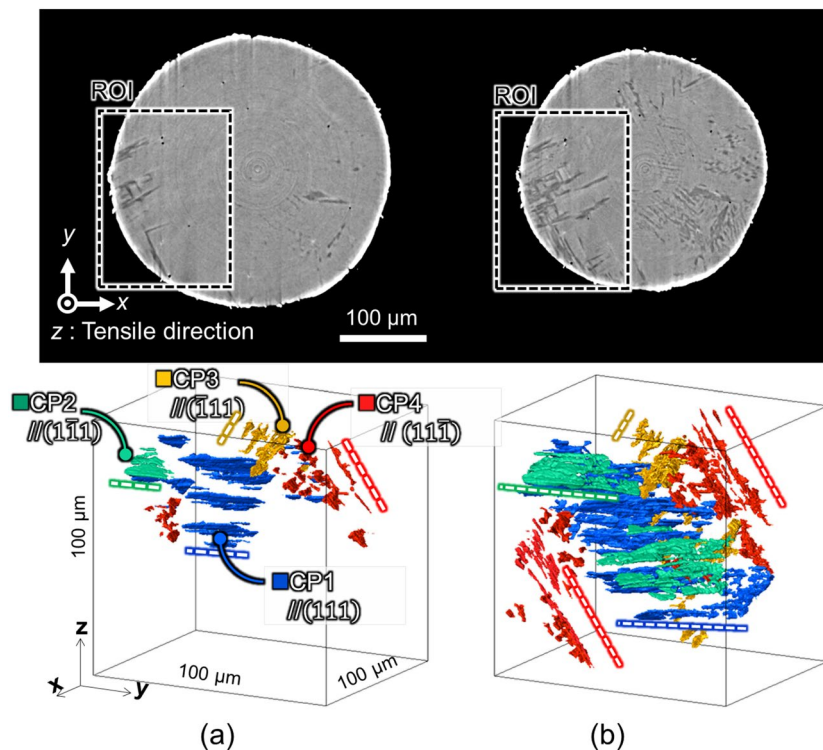 ROI
ROI
y
x
z : Tensile direction
100 μm
CP3
//(1̅11)
CP2
//(11̅1)
CP4
// (111̅)
100 μm
CP1
//(111)
z
x
y
100 μm
100 μm
(a)
(b)